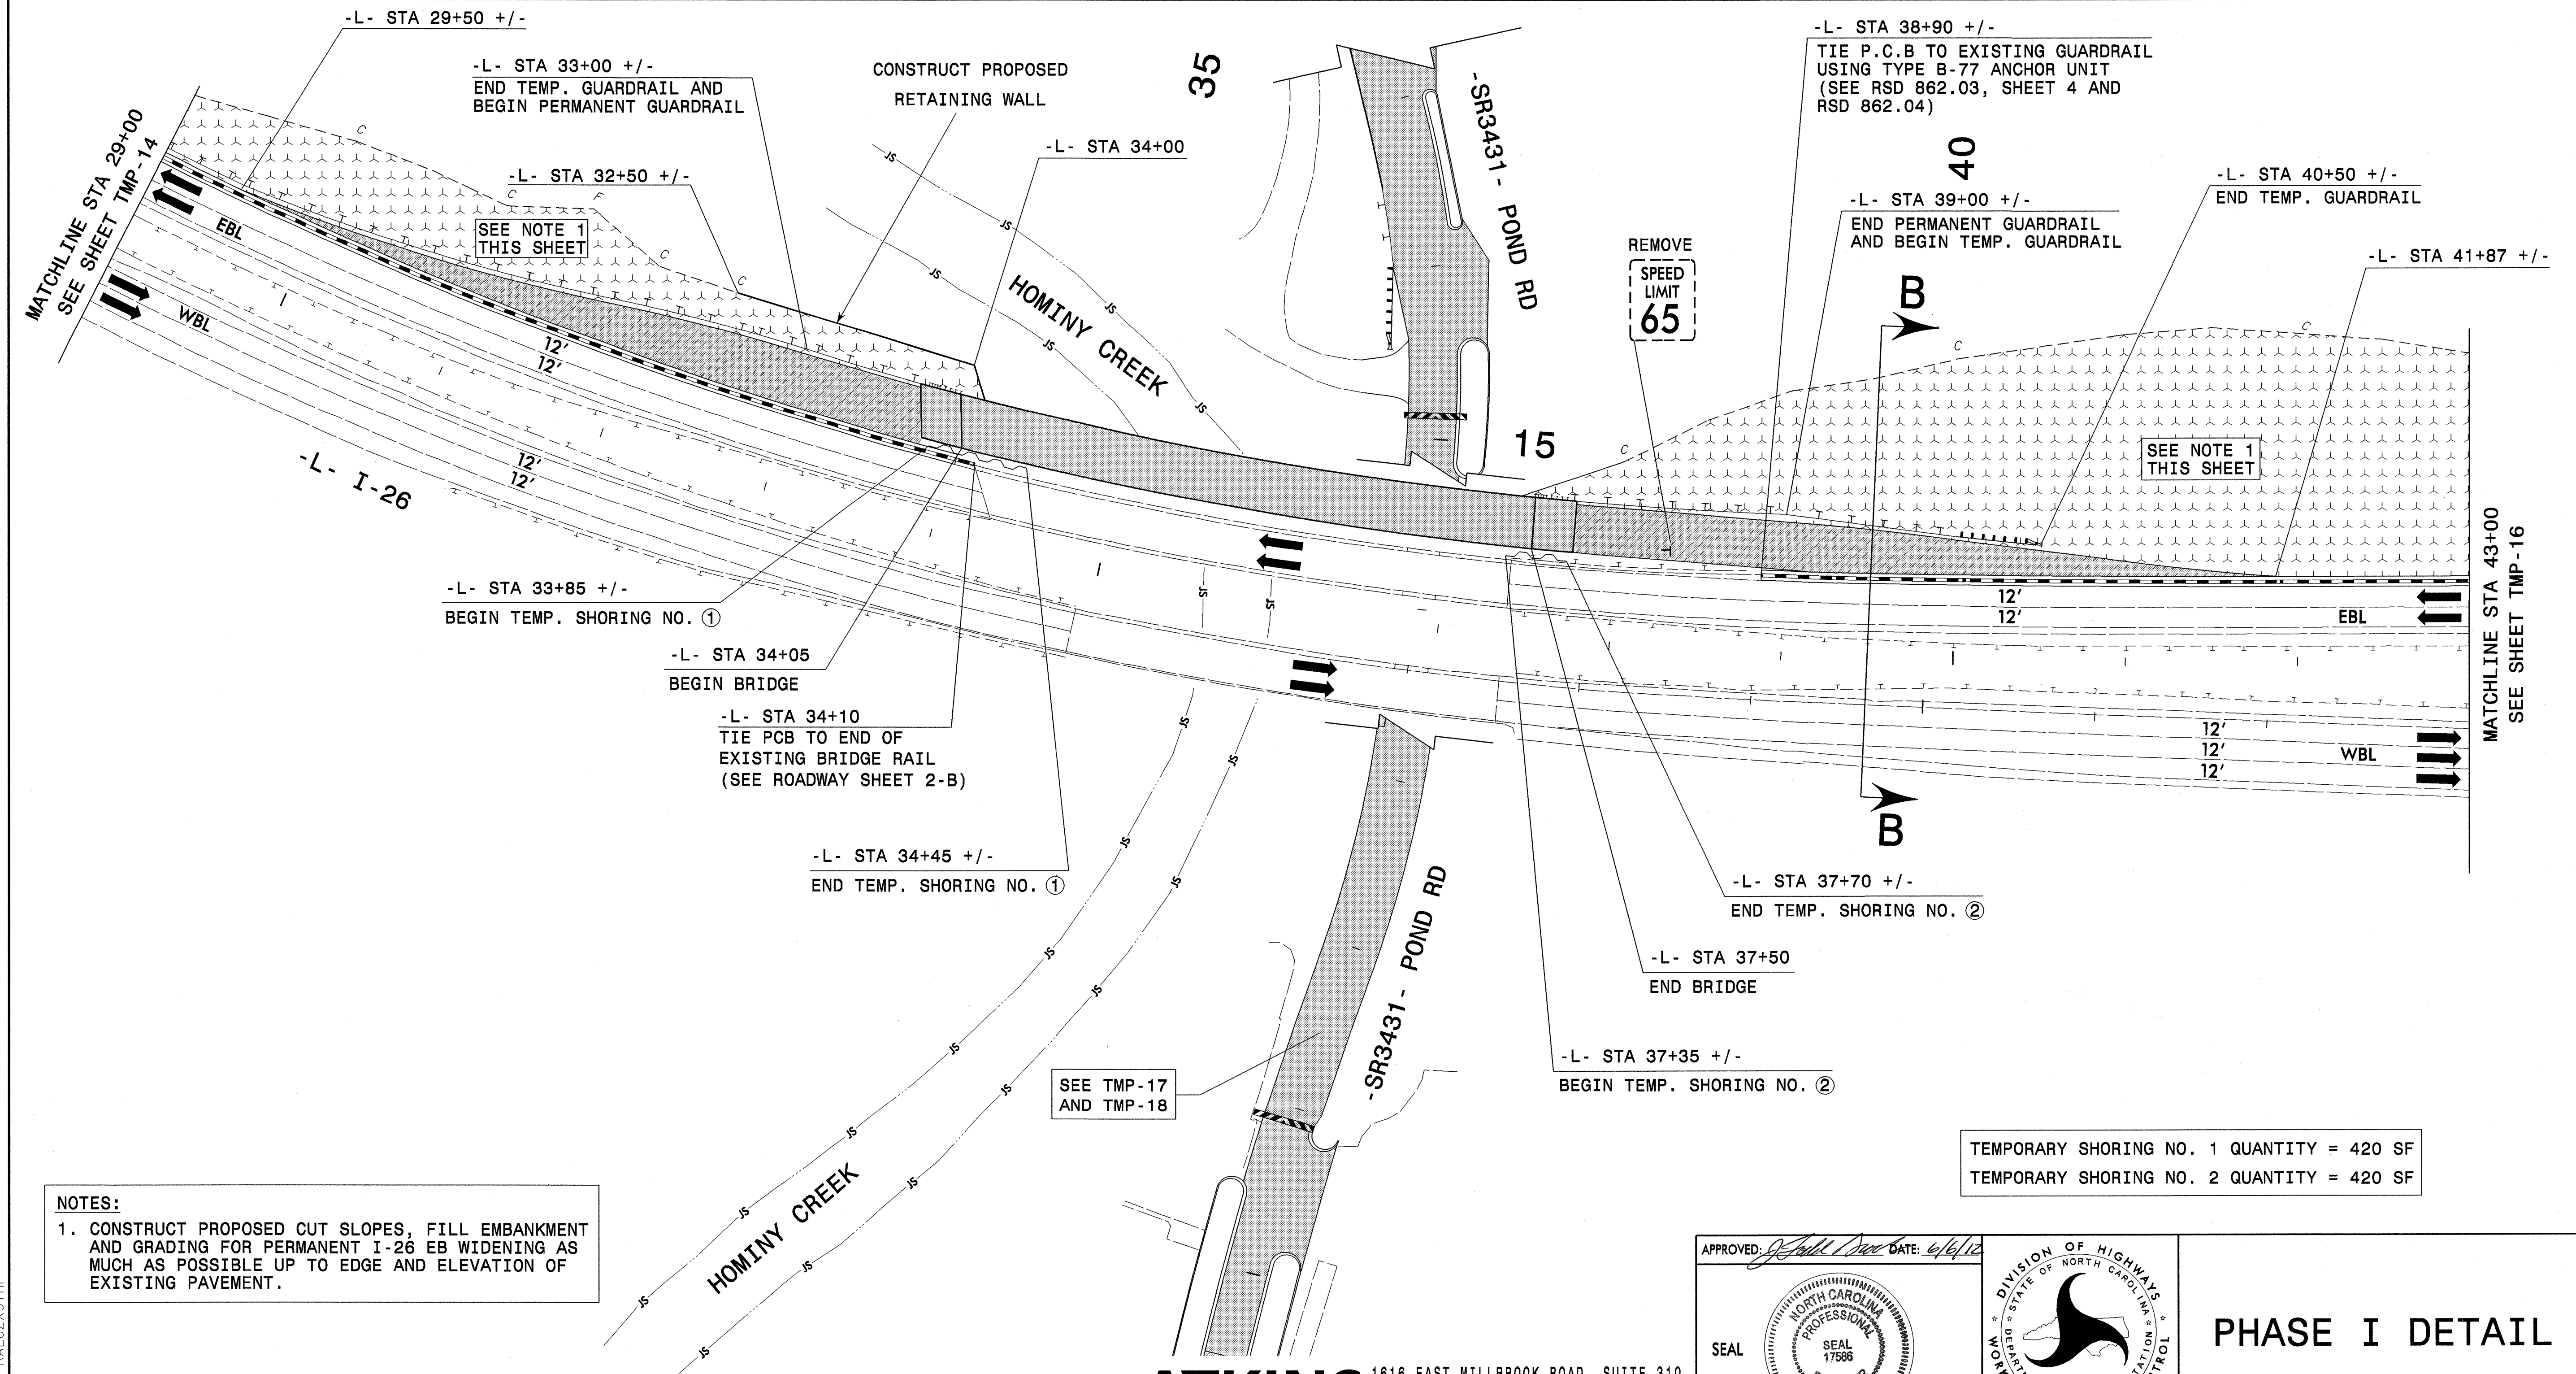 -L- STA 29+50 +/-
-L- STA 33+00 +/-
END TEMP. GUARDRAIL AND
BEGIN PERMANENT GUARDRAIL
CONSTRUCT PROPOSED
RETAINING WALL
35
-L- STA 34+00
-L- STA 32+50 +/-
MATCHLINE STA 29+00
SEE SHEET TMP-14
SEE NOTE 1
THIS SHEET
EBL
WBL
12'
12'
12'
12'
-L- I-26
HOMINY CREEK
-SR3431- POND RD
REMOVE
SPEED
LIMIT
65
15
-L- STA 38+90 +/-
TIE P.C.B TO EXISTING GUARDRAIL
USING TYPE B-77 ANCHOR UNIT
(SEE RSD 862.03, SHEET 4 AND
RSD 862.04)
40
-L- STA 39+00 +/-
END PERMANENT GUARDRAIL
AND BEGIN TEMP. GUARDRAIL
-L- STA 40+50 +/-
END TEMP. GUARDRAIL
-L- STA 41+87 +/-
B
SEE NOTE 1
THIS SHEET
12'
12'
EBL
12'
12'
12'
WBL
MATCHLINE STA 43+00
SEE SHEET TMP-16
B
-L- STA 33+85 +/-
BEGIN TEMP. SHORING NO. ①
-L- STA 34+05
BEGIN BRIDGE
-L- STA 34+10
TIE PCB TO END OF
EXISTING BRIDGE RAIL
(SEE ROADWAY SHEET 2-B)
-L- STA 34+45 +/-
END TEMP. SHORING NO. ①
-L- STA 37+70 +/-
END TEMP. SHORING NO. ②
-L- STA 37+50
END BRIDGE
-L- STA 37+35 +/-
BEGIN TEMP. SHORING NO. ②
-SR3431- POND RD
SEE TMP-17
AND TMP-18
HOMINY CREEK
TEMPORARY SHORING NO. 1 QUANTITY = 420 SF
TEMPORARY SHORING NO. 2 QUANTITY = 420 SF
NOTES:
1. CONSTRUCT PROPOSED CUT SLOPES, FILL EMBANKMENT
AND GRADING FOR PERMANENT I-26 EB WIDENING AS
MUCH AS POSSIBLE UP TO EDGE AND ELEVATION OF
EXISTING PAVEMENT.
APPROVED: DATE: 6/6/12
SEAL
NORTH CAROLINA
PROFESSIONAL
SEAL
17586
DIVISION OF HIGHWAYS
STATE OF NORTH CAROLINA
PHASE I DETAIL
ATKINS
1616 EAST MILLBROOK ROAD, SUITE 310